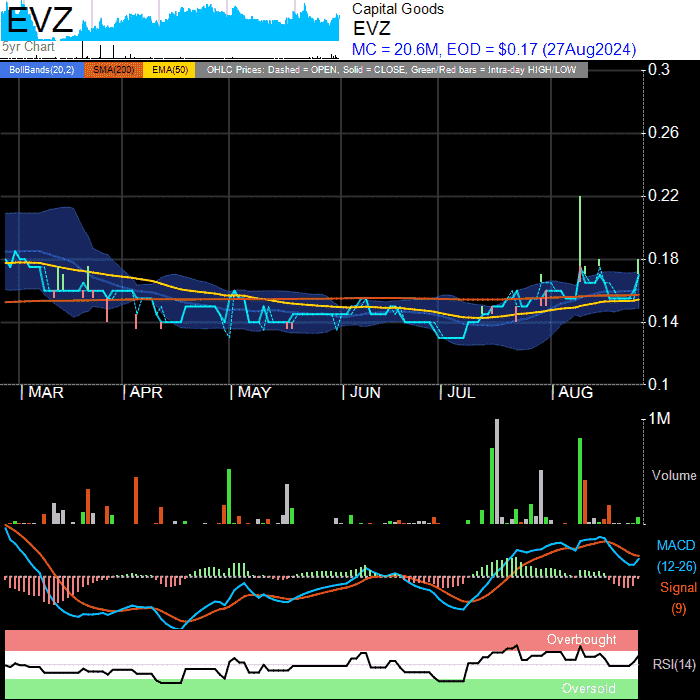 EVZ
5yr Chart
Capital Goods
EVZ
MC = 20.6M, EOD = $0.17 (27Aug2024)
BollBands(20,2) SMA(200) EMA(50) OHLC Prices: Dashed = OPEN, Solid = CLOSE, Green/Red bars = Intra-day HIGH/LOW
0.3
0.26
0.22
0.18
0.14
0.1
| MAR | APR | MAY | JUN | JUL | AUG
1M
Volume
MACD
(12-26)
Signal
(9)
Overbought
RSI(14)
Oversold